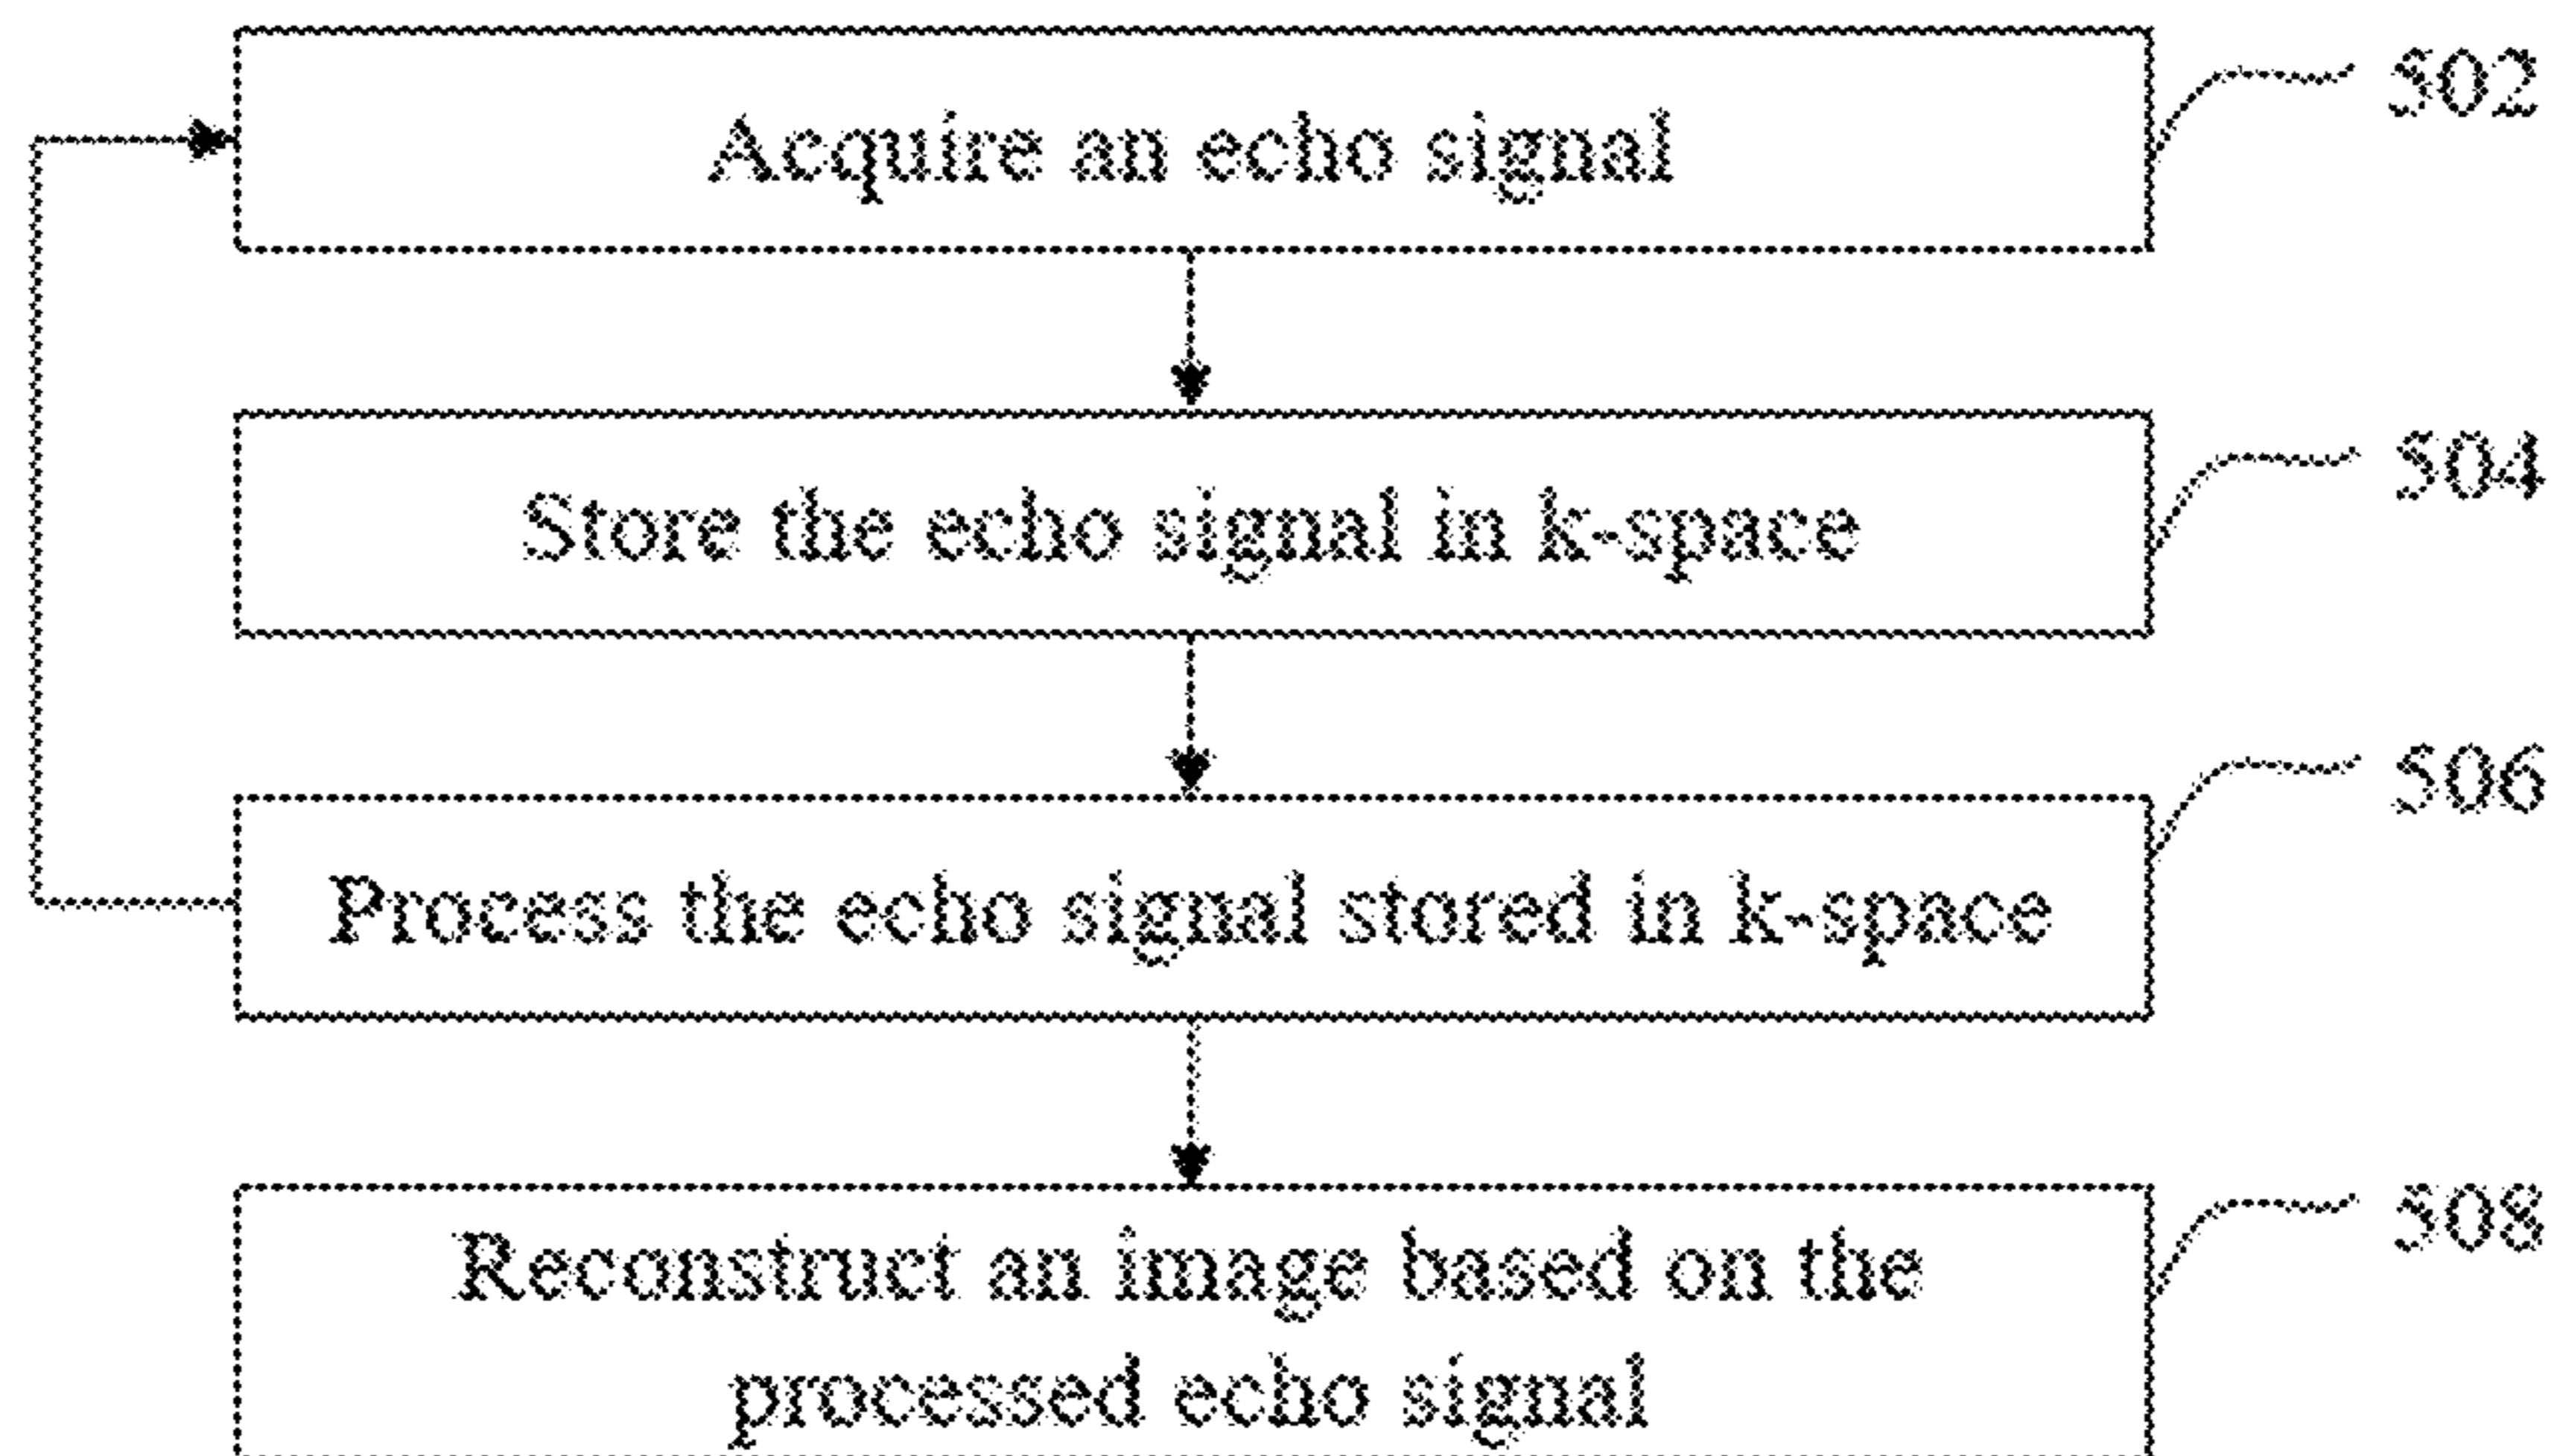 Acquire an echo signal
502
Store the echo signal in k-space
504
Process the echo signal stored in k-space
506
Reconstruct an image based on the
processed echo signal
508